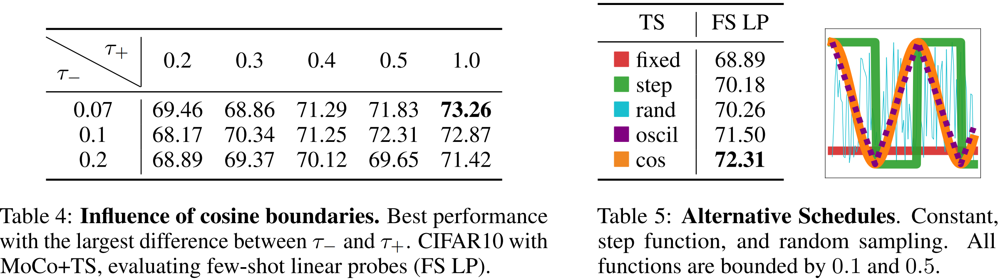 τ₊ 0.2 0.3 0.4 0.5 1.0
τ₋
0.07 69.46 68.86 71.29 71.83 73.26
0.1 68.17 70.34 71.25 72.31 72.87
0.2 68.89 69.37 70.12 69.65 71.42
Table 4: Influence of cosine boundaries. Best performance
with the largest difference between τ₋ and τ₊. CIFAR10 with
MoCo+TS, evaluating few-shot linear probes (FS LP).
TS FS LP
fixed 68.89
step 70.18
rand 70.26
oscil 71.50
cos 72.31
Table 5: Alternative Schedules. Constant,
step function, and random sampling. All
functions are bounded by 0.1 and 0.5.